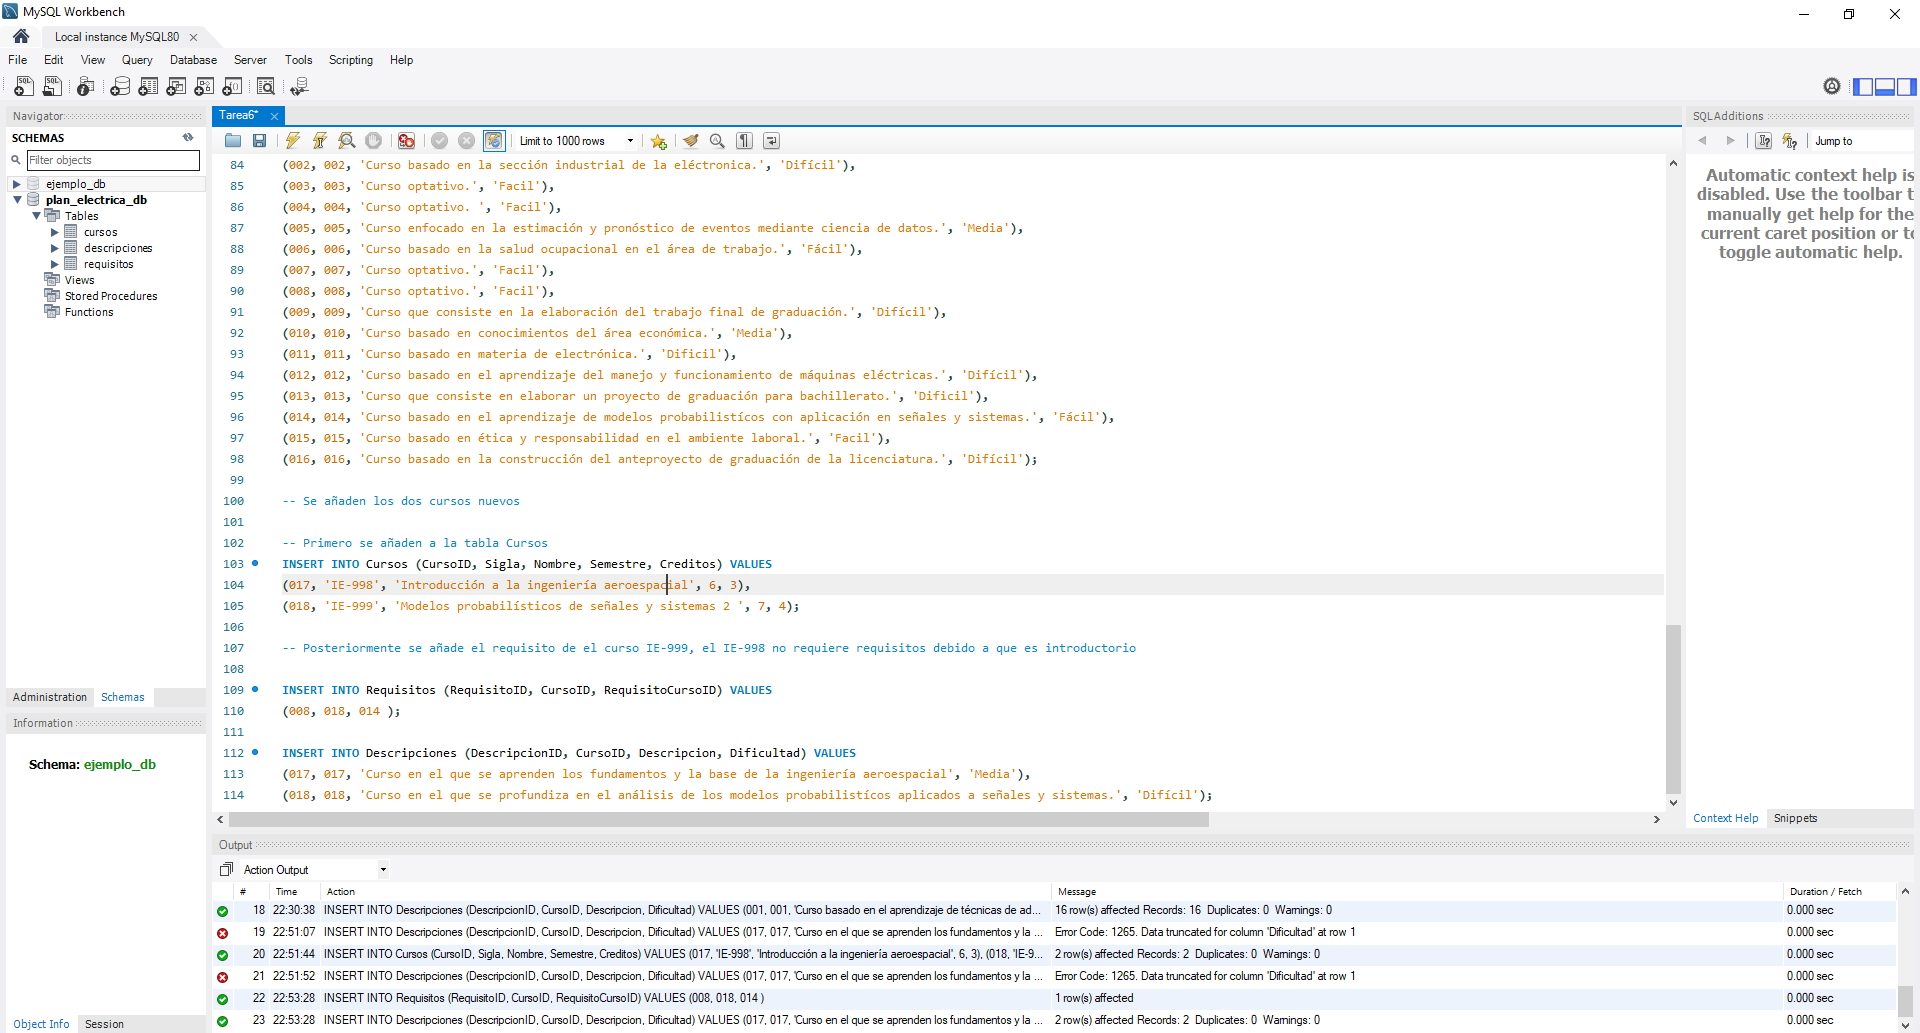 MySQL Workbench
Local instance MySQL80
File Edit View Query Database Server Tools Scripting Help
Navigator
SCHEMAS
Filter objects
ejemplo_db
plan_electrica_db
Tables
cursos
descripciones
requisitos
Views
Stored Procedures
Functions
Administration Schemas
Information
Schema: ejemplo_db
Object Info Session
Tarea6*
Limit to 1000 rows
84 (002, 002, 'Curso basado en la sección industrial de la eléctronica.', 'Difícil'),
85 (003, 003, 'Curso optativo.', 'Facil'),
86 (004, 004, 'Curso optativo. ', 'Facil'),
87 (005, 005, 'Curso enfocado en la estimación y pronóstico de eventos mediante ciencia de datos.', 'Media'),
88 (006, 006, 'Curso basado en la salud ocupacional en el área de trabajo.', 'Fácil'),
89 (007, 007, 'Curso optativo.', 'Facil'),
90 (008, 008, 'Curso optativo.', 'Facil'),
91 (009, 009, 'Curso que consiste en la elaboración del trabajo final de graduación.', 'Difícil'),
92 (010, 010, 'Curso basado en conocimientos del área económica.', 'Media'),
93 (011, 011, 'Curso basado en materia de electrónica.', 'Dificil'),
94 (012, 012, 'Curso basado en el aprendizaje del manejo y funcionamiento de máquinas eléctricas.', 'Difícil'),
95 (013, 013, 'Curso que consiste en elaborar un proyecto de graduación para bachillerato.', 'Dificil'),
96 (014, 014, 'Curso basado en el aprendizaje de modelos probabilistícos con aplicación en señales y sistemas.', 'Fácil'),
97 (015, 015, 'Curso basado en ética y responsabilidad en el ambiente laboral.', 'Facil'),
98 (016, 016, 'Curso basado en la construcción del anteproyecto de graduación de la licenciatura.', 'Difícil');
99
100 -- Se añaden los dos cursos nuevos
101
102 -- Primero se añaden a la tabla Cursos
103 INSERT INTO Cursos (CursoID, Sigla, Nombre, Semestre, Creditos) VALUES
104 (017, 'IE-998', 'Introducción a la ingeniería aeroespacial', 6, 3),
105 (018, 'IE-999', 'Modelos probabilísticos de señales y sistemas 2 ', 7, 4);
106
107 -- Posteriormente se añade el requisito de el curso IE-999, el IE-998 no requiere requisitos debido a que es introductorio
108
109 INSERT INTO Requisitos (RequisitoID, CursoID, RequisitoCursoID) VALUES
110 (008, 018, 014 );
111
112 INSERT INTO Descripciones (DescripcionID, CursoID, Descripcion, Dificultad) VALUES
113 (017, 017, 'Curso en el que se aprenden los fundamentos y la base de la ingeniería aeroespacial', 'Media'),
114 (018, 018, 'Curso en el que se profundiza en el análisis de los modelos probabilistícos aplicados a señales y sistemas.', 'Difícil');
SQLAdditions
Jump to
Automatic context help is
disabled. Use the toolbar t
manually get help for the
current caret position or to
toggle automatic help.
Context Help Snippets
Output
Action Output
# Time Action Message Duration / Fetch
18 22:30:38 INSERT INTO Descripciones (DescripcionID, CursoID, Descripcion, Dificultad) VALUES (001, 001, 'Curso basado en el aprendizaje de técnicas de ad... 16 row(s) affected Records: 16 Duplicates: 0 Warnings: 0 0.000 sec
19 22:51:07 INSERT INTO Descripciones (DescripcionID, CursoID, Descripcion, Dificultad) VALUES (017, 017, 'Curso en el que se aprenden los fundamentos y la ... Error Code: 1265. Data truncated for column 'Dificultad' at row 1 0.000 sec
20 22:51:44 INSERT INTO Cursos (CursoID, Sigla, Nombre, Semestre, Creditos) VALUES (017, 'IE-998', 'Introducción a la ingeniería aeroespacial', 6, 3), (018, 'IE-9... 2 row(s) affected Records: 2 Duplicates: 0 Warnings: 0 0.000 sec
21 22:51:52 INSERT INTO Descripciones (DescripcionID, CursoID, Descripcion, Dificultad) VALUES (017, 017, 'Curso en el que se aprenden los fundamentos y la ... Error Code: 1265. Data truncated for column 'Dificultad' at row 1 0.000 sec
22 22:53:28 INSERT INTO Requisitos (RequisitoID, CursoID, RequisitoCursoID) VALUES (008, 018, 014 ) 1 row(s) affected 0.000 sec
23 22:53:28 INSERT INTO Descripciones (DescripcionID, CursoID, Descripcion, Dificultad) VALUES (017, 017, 'Curso en el que se aprenden los fundamentos y la ... 2 row(s) affected Records: 2 Duplicates: 0 Warnings: 0 0.000 sec